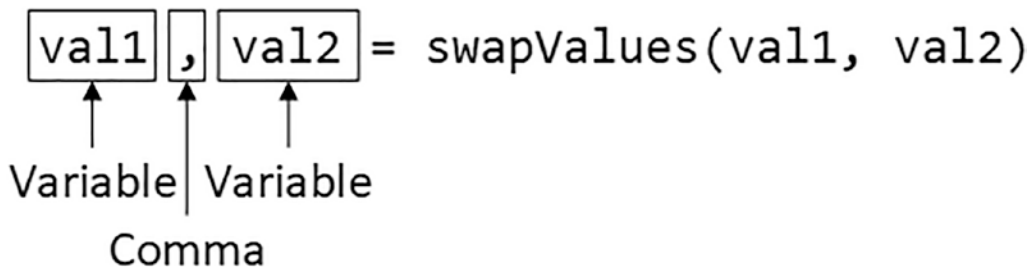 val1 , val2 = swapValues(val1, val2)
Variable Variable
Comma